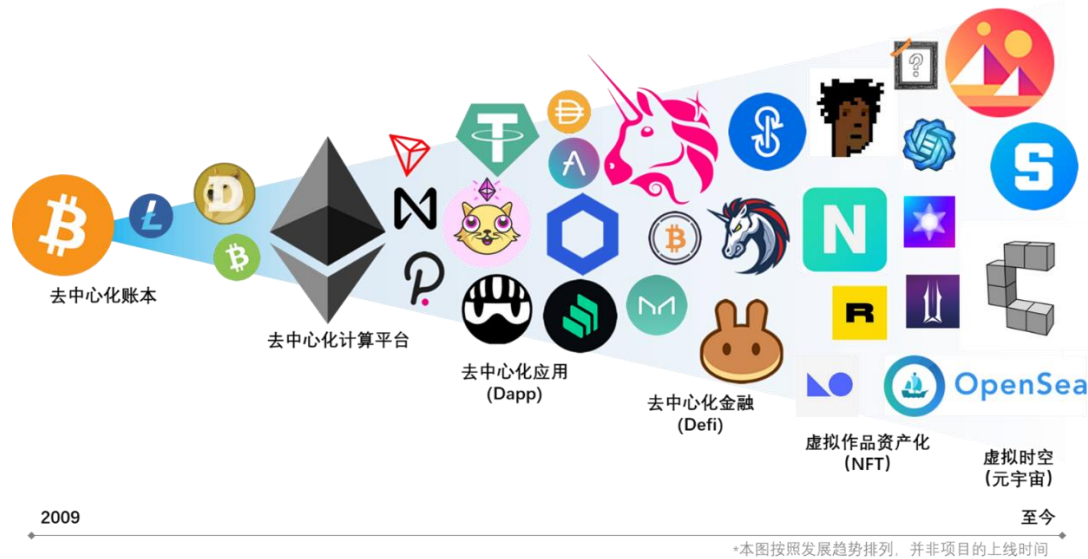 OpenSea
去中心化账本
去中心化计算平台
去中心化应用
(Dapp)
去中心化金融
(Defi)
虚拟作品资产化
(NFT)
虚拟时空
(元宇宙)
2009
至今
*本图按照发展趋势排列，并非项目的上线时间